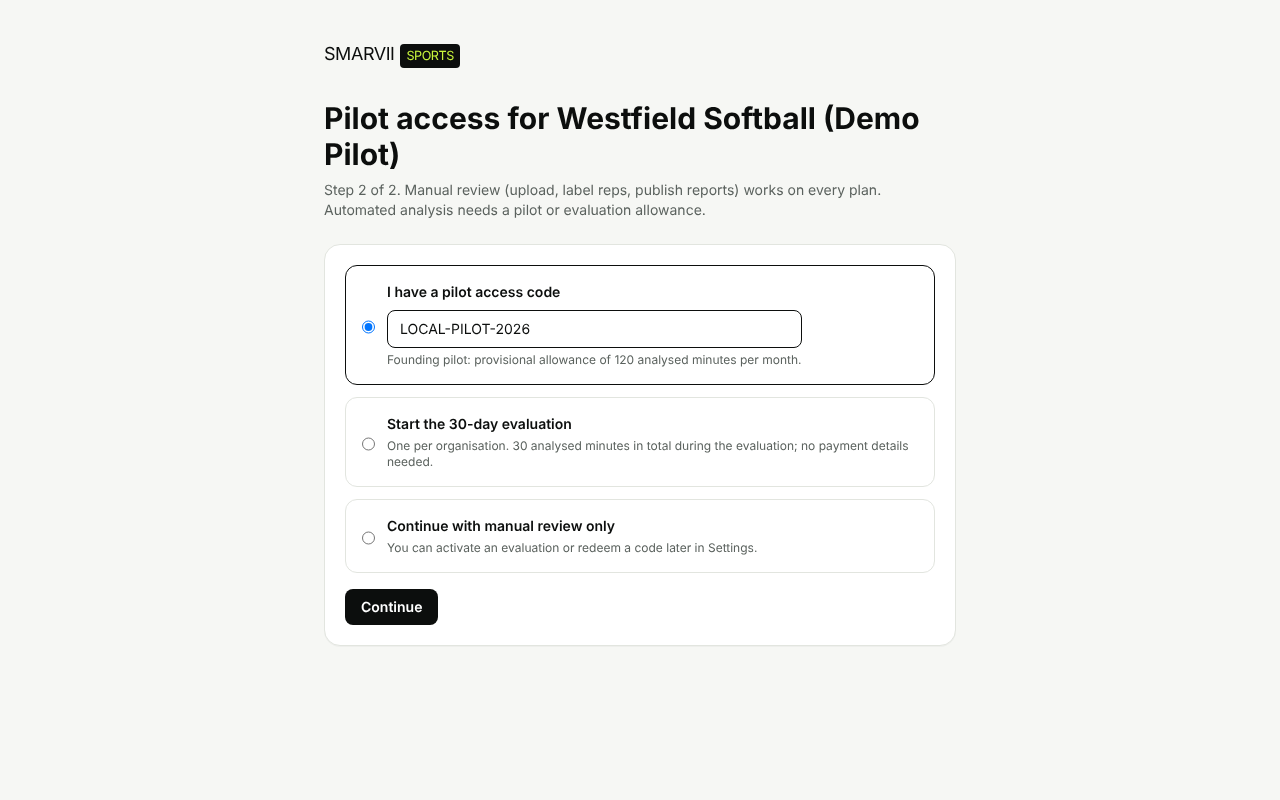 SMARVII SPORTS
Pilot access for Westfield Softball (Demo
Pilot)
Step 2 of 2. Manual review (upload, label reps, publish reports) works on every plan.
Automated analysis needs a pilot or evaluation allowance.
I have a pilot access code
LOCAL-PILOT-2026
Founding pilot: provisional allowance of 120 analysed minutes per month.
Start the 30-day evaluation
One per organisation. 30 analysed minutes in total during the evaluation; no payment details
needed.
Continue with manual review only
You can activate an evaluation or redeem a code later in Settings.
Continue